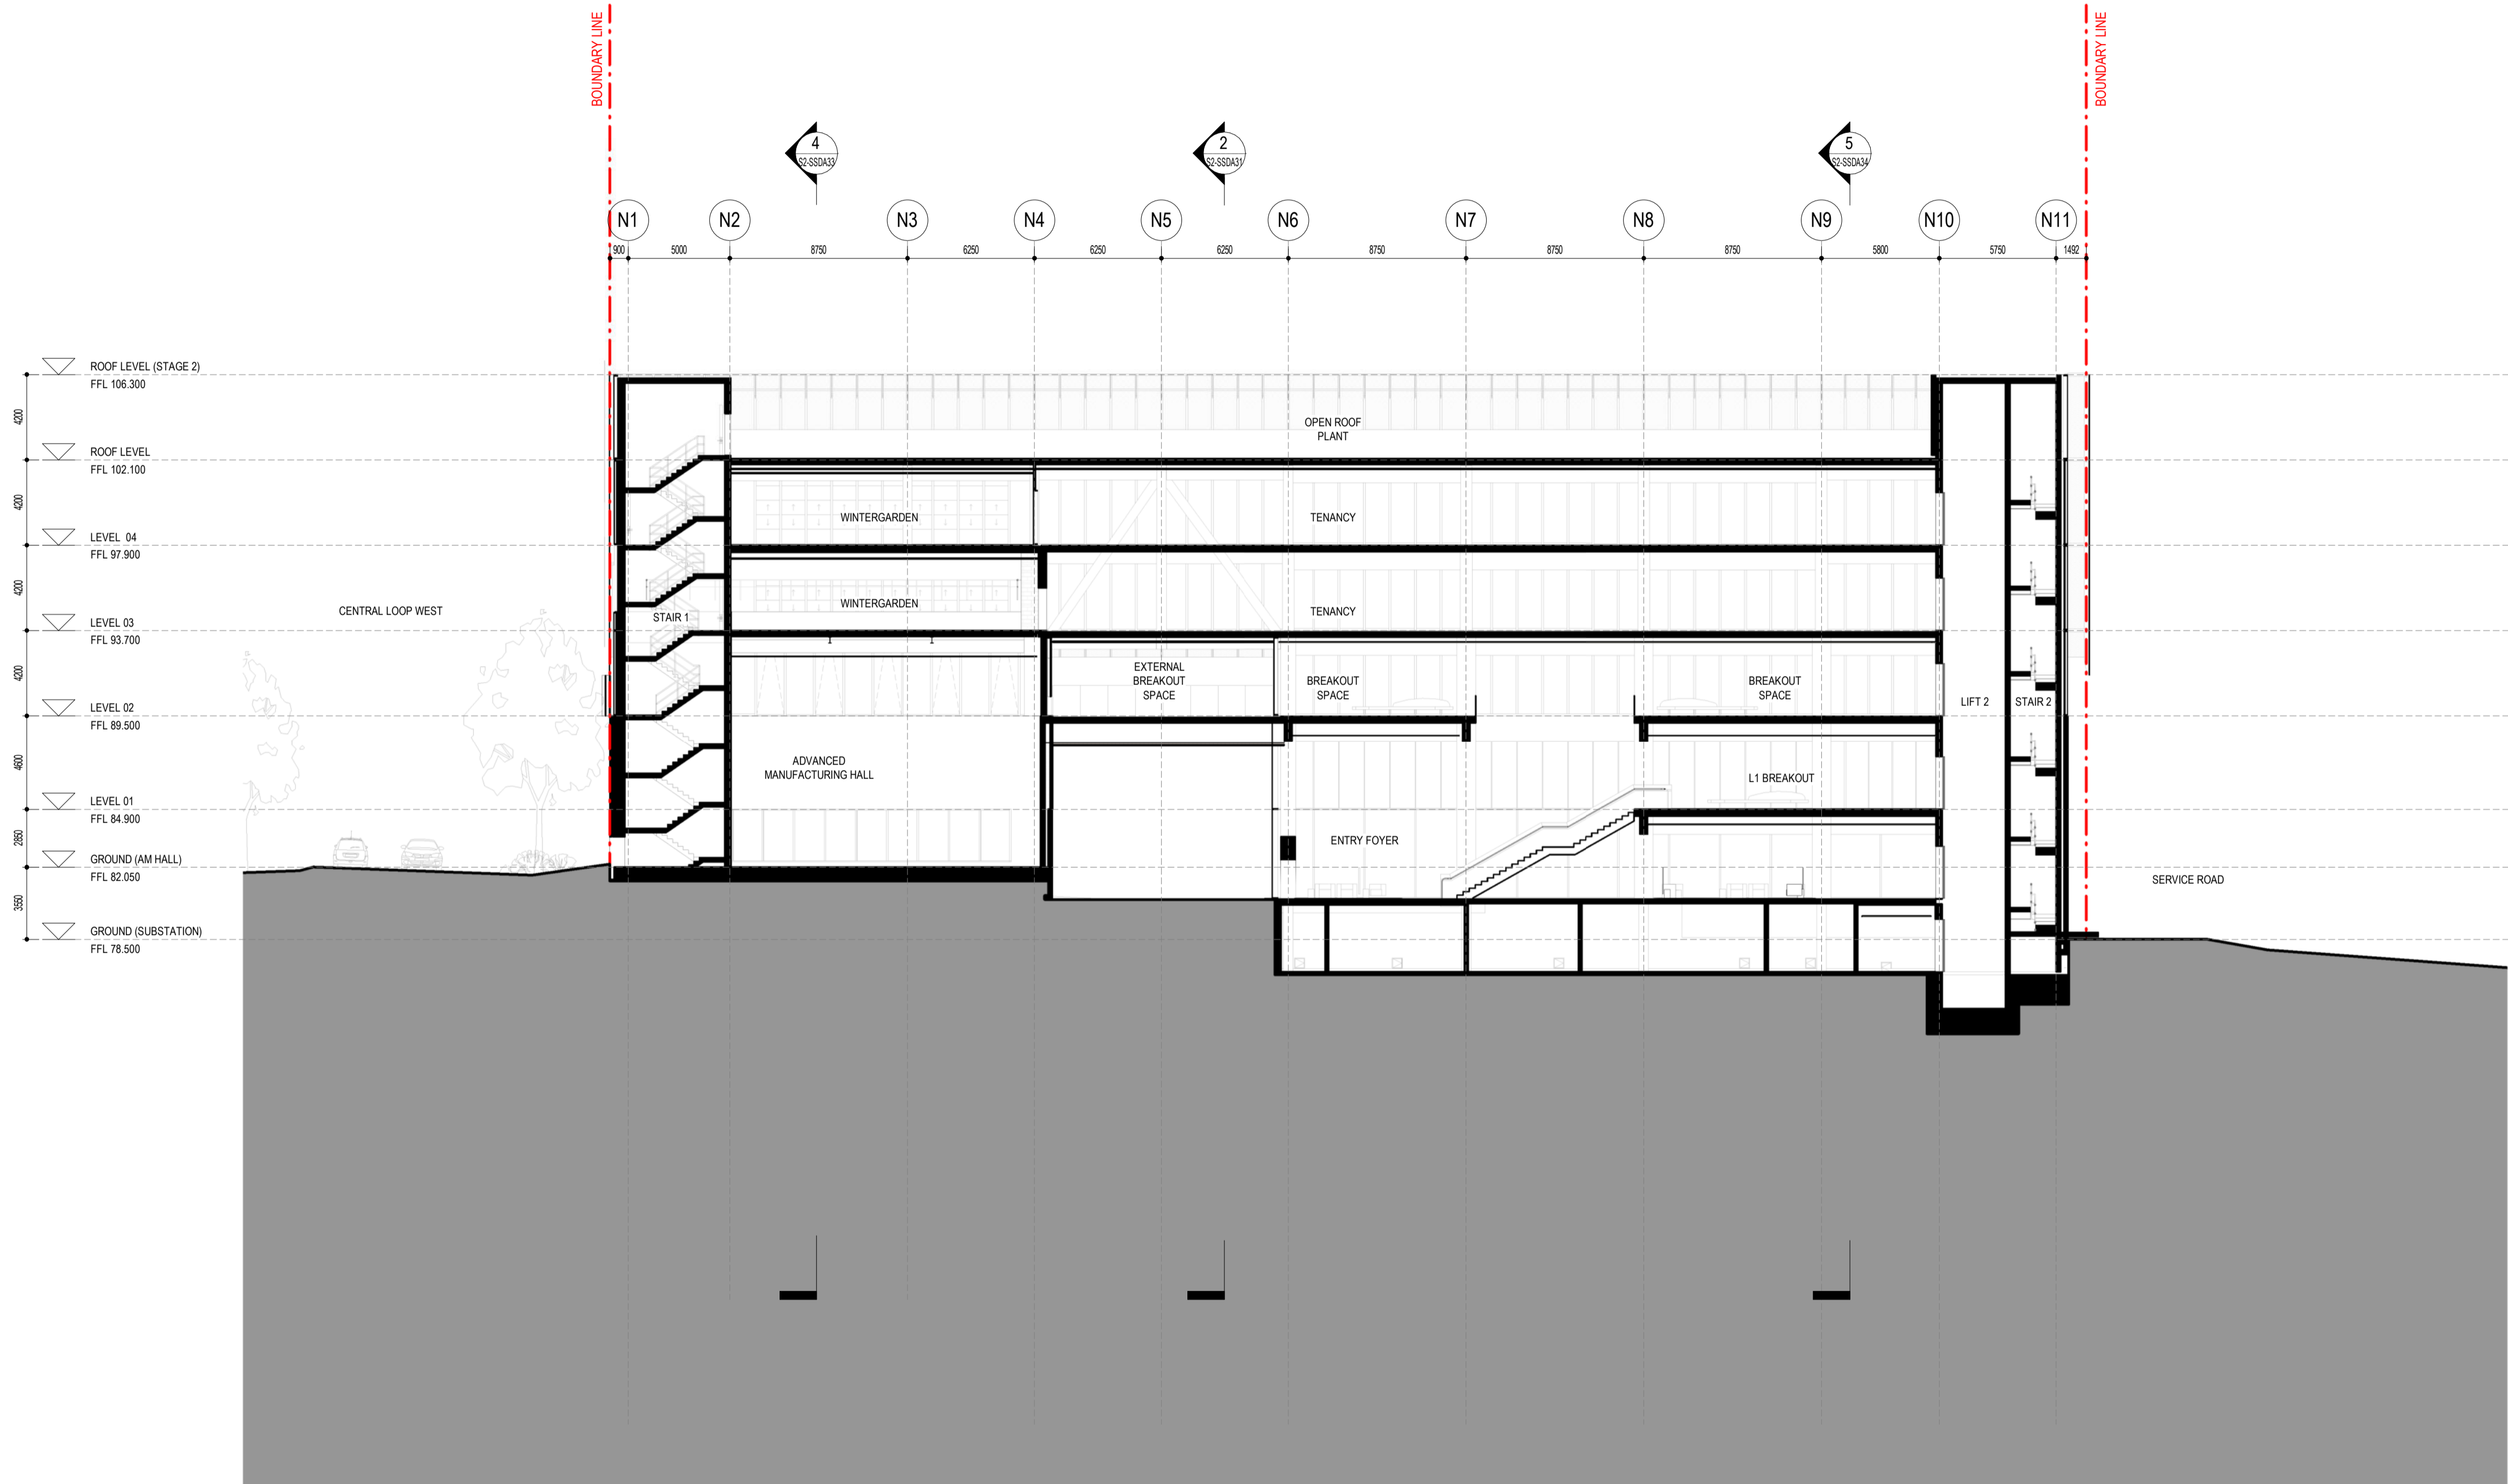 BOUNDARY LINE
BOUNDARY LINE
4
S2-SSDA33
2
S2-SSDA31
5
S2-SSDA34
N1
N2
N3
N4
N5
N6
N7
N8
N9
N10
N11
900
5000
8750
6250
6250
6250
8750
8750
8750
5800
5750
1492
ROOF LEVEL (STAGE 2)
FFL 106.300
4200
OPEN ROOF
PLANT
ROOF LEVEL
FFL 102.100
4200
WINTERGARDEN
TENANCY
LEVEL 04
FFL 97.900
4200
CENTRAL LOOP WEST
STAIR 1
WINTERGARDEN
TENANCY
LEVEL 03
FFL 93.700
4200
EXTERNAL
BREAKOUT
SPACE
BREAKOUT
SPACE
BREAKOUT
SPACE
LIFT 2
STAIR 2
LEVEL 02
FFL 89.500
4600
ADVANCED
MANUFACTURING HALL
L1 BREAKOUT
LEVEL 01
FFL 84.900
2850
ENTRY FOYER
GROUND (AM HALL)
FFL 82.050
3550
SERVICE ROAD
GROUND (SUBSTATION)
FFL 78.500